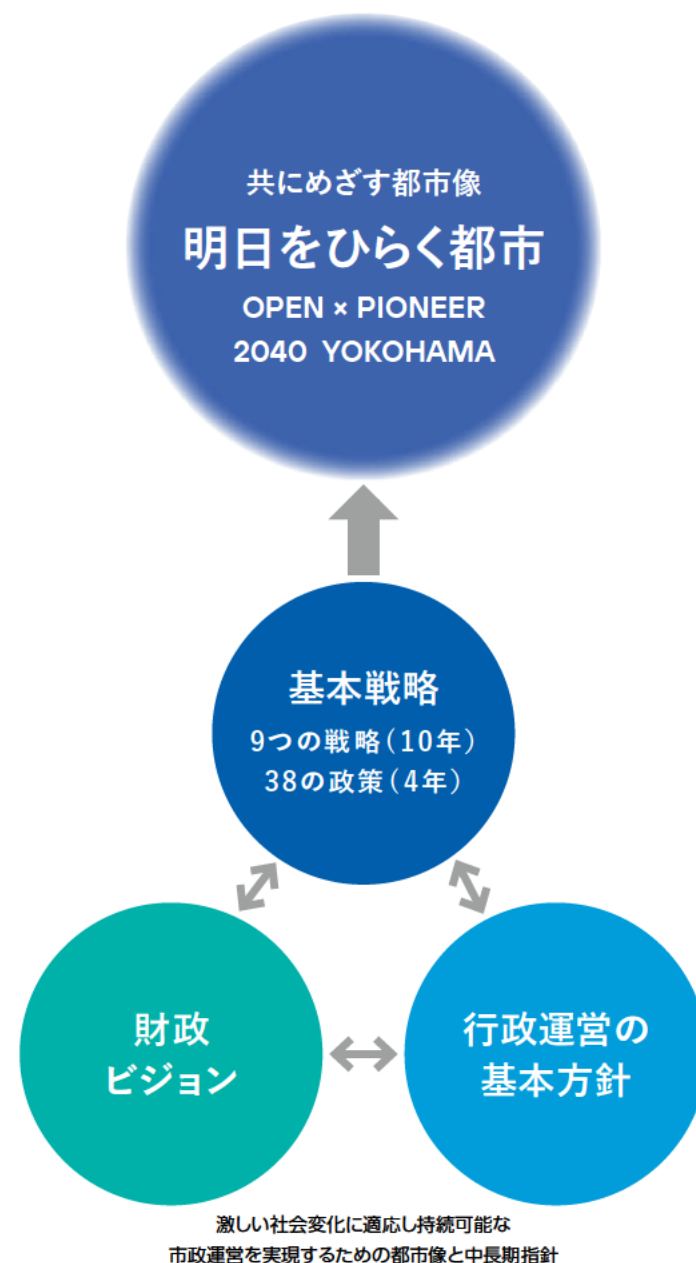 共にめざす都市像
明日をひらく都市
OPEN × PIONEER
2040 YOKOHAMA
基本戦略
9つの戦略（10年）
38の政策（4年）
財政
ビジョン
行政運営の
基本方針
激しい社会変化に適応し持続可能な
市政運営を実現するための都市像と中長期指針